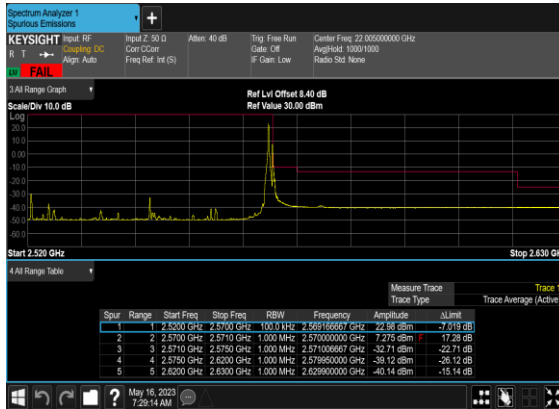 Spectrum Analyzer 1
Spurious Emissions
+
KEYSIGHT Input: RF Input Z: 50 Ω Atten: 40 dB Trig: Free Run Center Freq: 22.005000000 GHz
R T Coupling: DC Corr CCorr Gate: Off Avg|Hold: 1000/1000
Align: Auto Freq Ref: Int (S) IF Gain: Low Radio Std: None
FAIL
3 All Range Graph
Ref Lvl Offset 8.40 dB
Scale/Div 10.0 dB Ref Value 30.00 dBm
Log
20.0
10.0
0.00
-10.0
-20.0
-30.0
-40.0
-50.0
-60.0
Start 2.520 GHz Stop 2.630 GH
4 All Range Table
Measure Trace Trace 1
Trace Type Trace Average (Active
Spur Range Start Freq Stop Freq RBW Frequency Amplitude ΔLimit
1 1 2.5200 GHz 2.5700 GHz 100.0 kHz 2.569166667 GHz 22.98 dBm -7.019 dB
2 2 2.5700 GHz 2.5710 GHz 1.000 MHz 2.570000000 GHz 7.275 dBm F 17.28 dB
3 3 2.5710 GHz 2.5750 GHz 1.000 MHz 2.571006667 GHz -32.71 dBm -22.71 dB
4 4 2.5750 GHz 2.6200 GHz 1.000 MHz 2.579950000 GHz -39.12 dBm -26.12 dB
5 5 2.6200 GHz 2.6300 GHz 1.000 MHz 2.629900000 GHz -40.14 dBm -15.14 dB
? May 16, 2023
7:29:14 AM